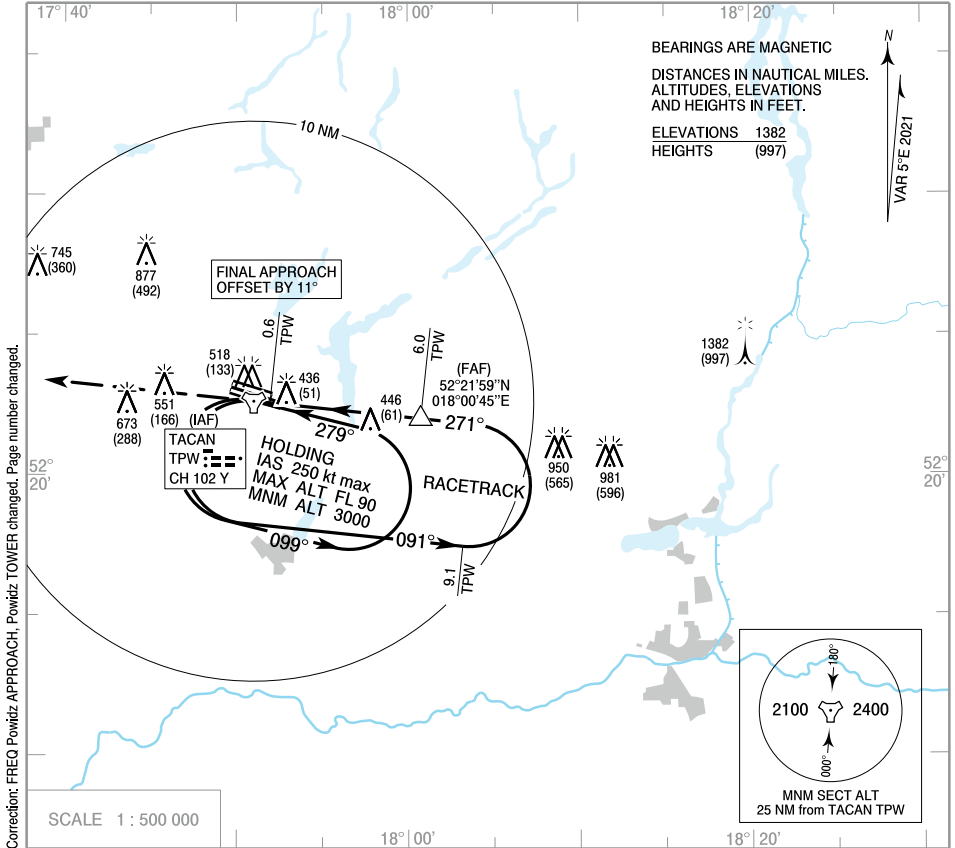 17° 40'
18° 00'
18° 20'
BEARINGS ARE MAGNETIC
DISTANCES IN NAUTICAL MILES.
ALTITUDES, ELEVATIONS
AND HEIGHTS IN FEET.
ELEVATIONS 1382
HEIGHTS (997)
N
VAR 5°E 2021
10 NM
745
(360)
877
(492)
FINAL APPROACH
OFFSET BY 11°
0.6
TPW
6.0
TPW
518
(133)
436
(51)
446
(61)
(FAF)
52°21'59"N
018°00'45"E
1382
(997)
551
(166)
673
(288)
(IAF)
279°
271°
TACAN
TPW
CH 102 Y
HOLDING
IAS 250 kt max
MAX ALT FL 90
MNM ALT 3000
RACETRACK
950
(565)
981
(596)
52°
20'
52°
20'
099°
091°
9.1
TPW
180°
2100
2400
000°
MNM SECT ALT
25 NM from TACAN TPW
SCALE 1 : 500 000
18° 00'
18° 20'
Correction: FREQ Powidz APPROACH, Powidz TOWER changed. Page number changed.